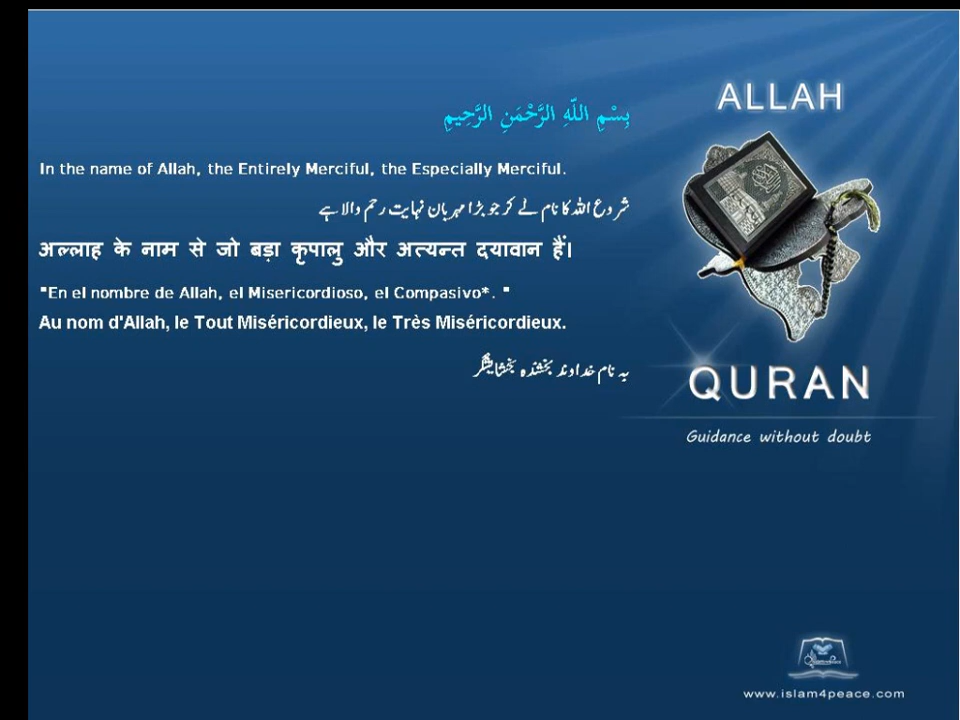 بِسْمِ اللَّهِ الرَّحْمَنِ الرَّحِيمِ
In the name of Allah, the Entirely Merciful, the Especially Merciful.
شروع اللہ کا نام لے کر جو بڑا مہربان نہایت رحم والا ہے
अल्लाह के नाम से जो बड़ा कृपालु और अत्यन्त दयावान हैं।
"En el nombre de Allah, el Misericordioso, el Compasivo*. "
Au nom d'Allah, le Tout Miséricordieux, le Très Miséricordieux.
به نام خداوند بخشنده بخشایشگر
ALLAH
QURAN
Guidance without doubt
www.islam4peace.com